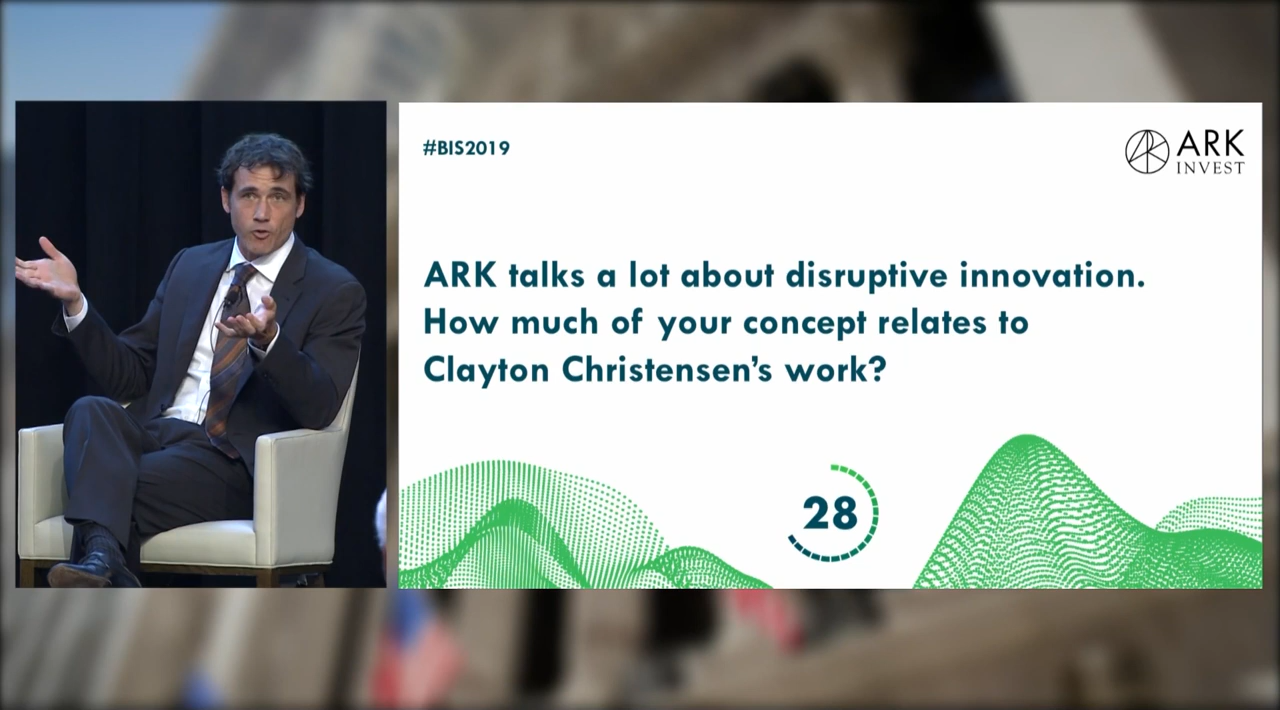 #BIS2019
ARK
INVEST
ARK talks a lot about disruptive innovation.
How much of your concept relates to
Clayton Christensen's work?
28